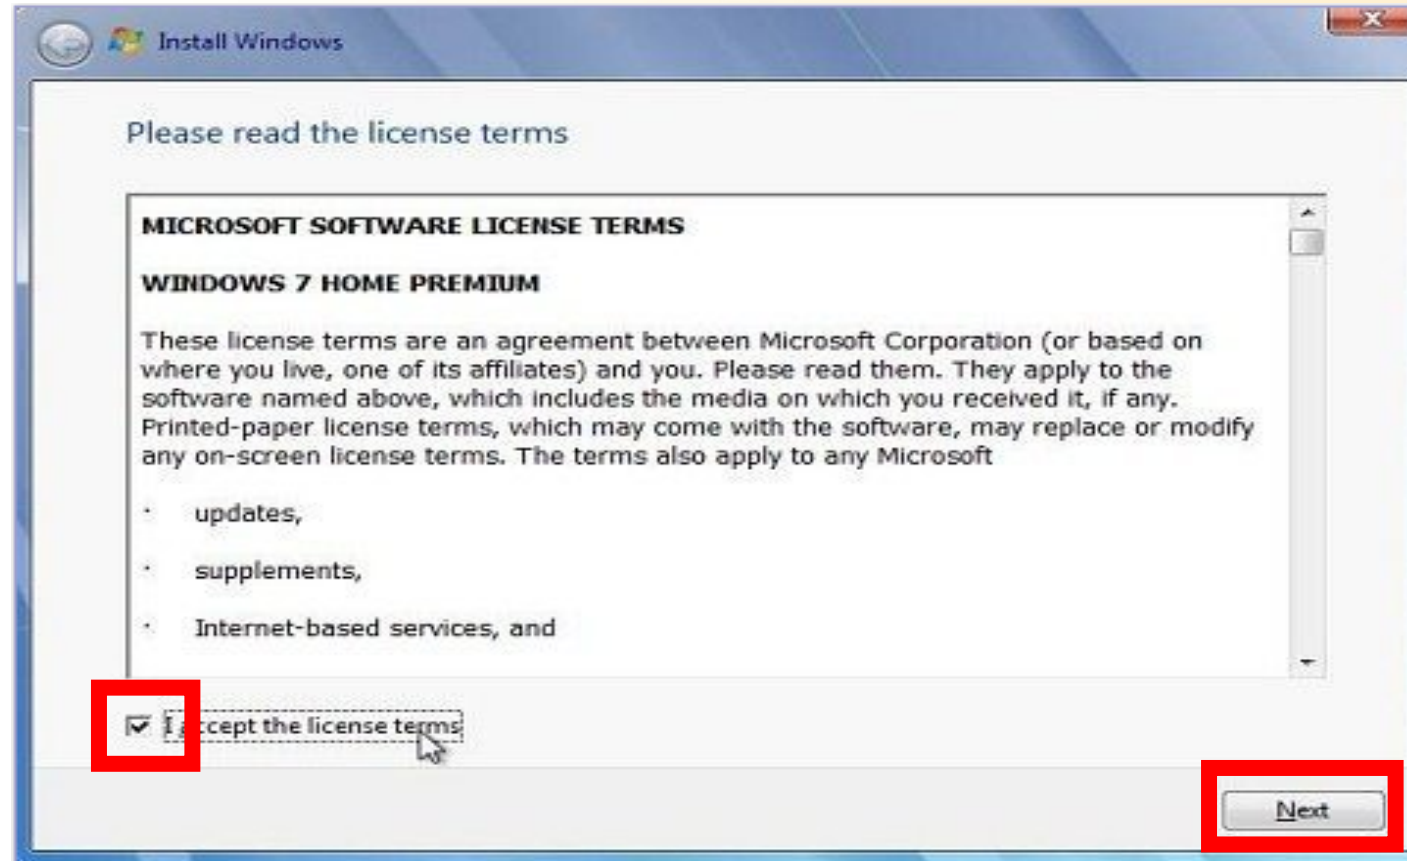 Install Windows
Please read the license terms
MICROSOFT SOFTWARE LICENSE TERMS
WINDOWS 7 HOME PREMIUM
These license terms are an agreement between Microsoft Corporation (or based on
where you live, one of its affiliates) and you. Please read them. They apply to the
software named above, which includes the media on which you received it, if any.
Printed-paper license terms, which may come with the software, may replace or modify
any on-screen license terms. The terms also apply to any Microsoft
· updates,
· supplements,
· Internet-based services, and
I accept the license terms
Next